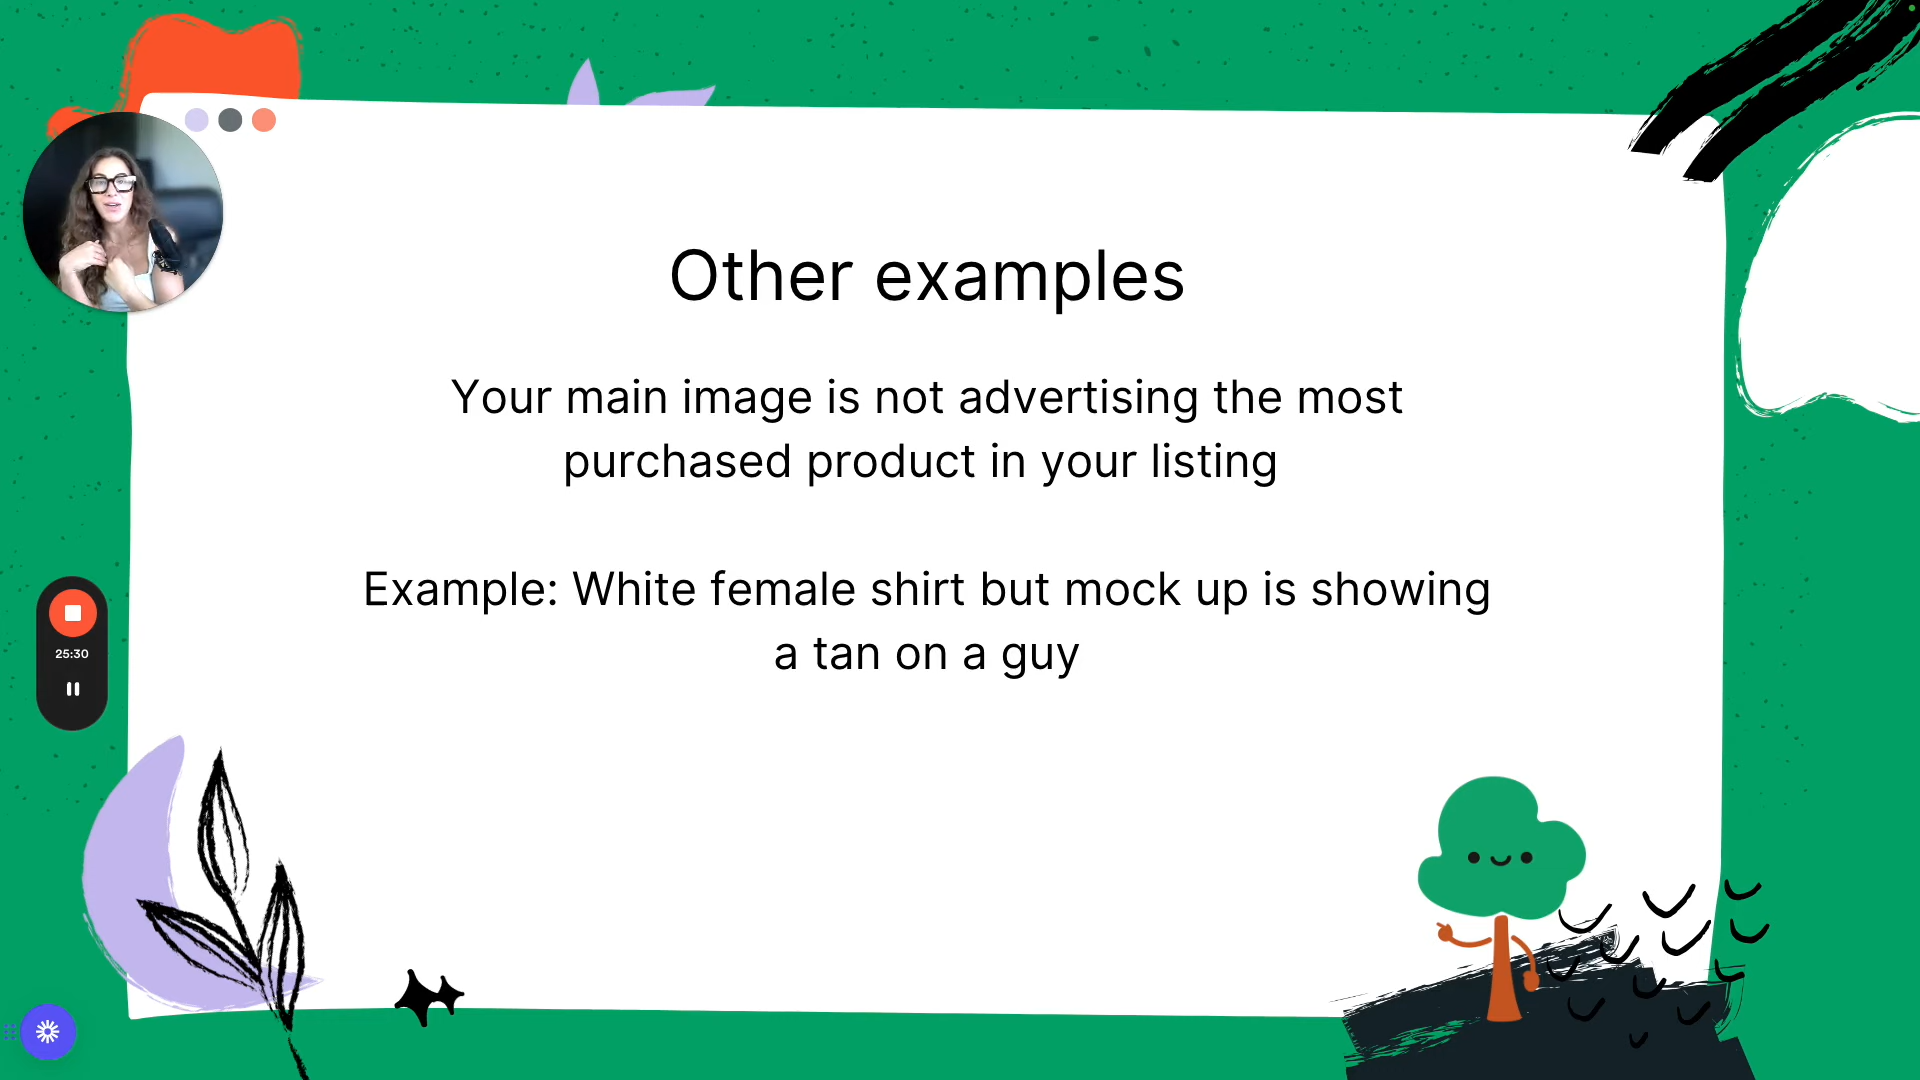 Other examples
Your main image is not advertising the most
purchased product in your listing
Example: White female shirt but mock up is showing
a tan on a guy
25:30